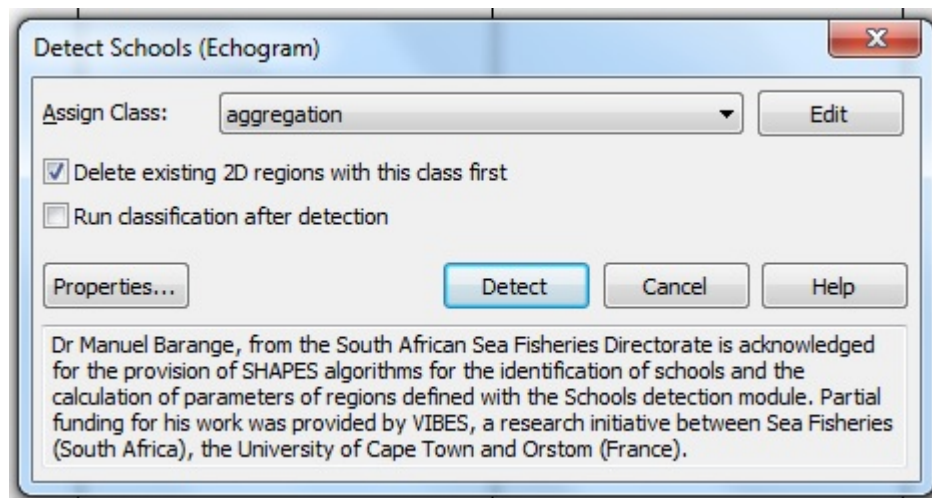 Detect Schools (Echogram)
Assign Class:
aggregation
Edit
Delete existing 2D regions with this class first
Run classification after detection
Properties...
Detect
Cancel
Help
Dr Manuel Barange, from the South African Sea Fisheries Directorate is acknowledged
for the provision of SHAPES algorithms for the identification of schools and the
calculation of parameters of regions defined with the Schools detection module. Partial
funding for his work was provided by VIBES, a research initiative between Sea Fisheries
(South Africa), the University of Cape Town and Orstom (France).